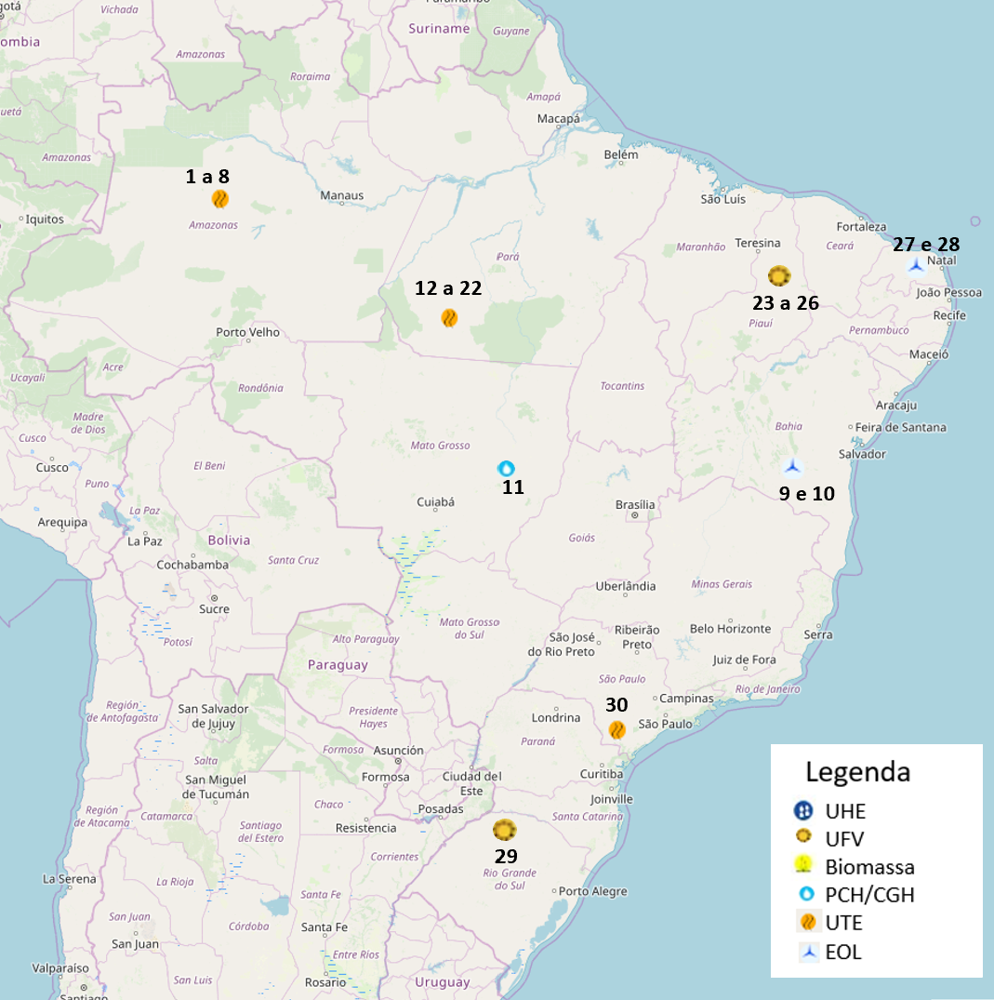 gotá
Vichada
Paramaribo
ombia
Suriname
Guyane
Amazonas
Roraima
Amapá
uetá
Macapá
Amazonas
Belém
1 a 8
Manaus
São Luís
Iquitos
Amazonas
Fortaleza
Teresina
Ceará
27 e 28
Maranhão
Pará
Natal
12 a 22
João Pessoa
23 a 26
Recife
Piauí
Pernambuco
Porto Velho
Maceió
Acre
Ucayali
Rondônia
Tocantins
Aracaju
Madre
de Dios
Bahia
Feira de Santana
Cusco
Mato Grosso
Salvador
Cusco
El Beni
11
9 e 10
Puno
Cuiabá
Brasília
La Paz
Arequipa
La Paz
Bolivia
Goiás
Cochabamba
Santa Cruz
Uberlândia
Minas Gerais
Sucre
Mato Grosso
do Sul
Belo Horizonte
Ribeirão
Preto
Serra
São José
do Rio Preto
Potosí
Alto Paraguay
Paraguay
Juiz de Fora
São Paulo
Rio de Janeiro
Región
de Antofagasta
San Salvador
de Jujuy
Presidente
Hayes
30
Campinas
Londrina
São Paulo
Paraná
Salta
Formosa
Asunción
San Miguel
de Tucumán
Formosa
Ciudad del
Este
Curitiba
Joinville
Chaco
Posadas
Región
de Atacama
Catamarca
Santiago
del Estero
Resistencia
Santa Catarina
Corrientes
29
Rio Grande
do Sul
La Serena
La Rioja
Santa Fe
Porto Alegre
San Juan
Córdoba
Santa Fe
San Juan
Entre Ríos
Valparaíso
San Luis
Rosario
Uruguay
Santiago
Legenda
UHE
UFV
Biomassa
PCH/CGH
UTE
EOL